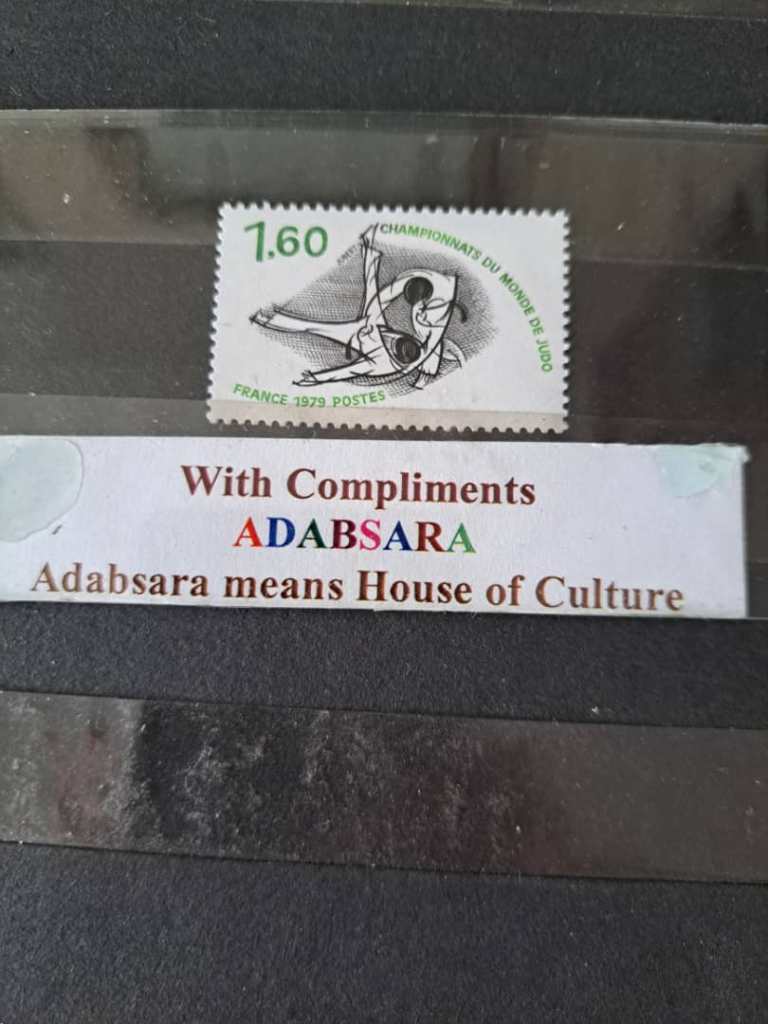 1.60
CHAMPIONNATS DU MONDE DE JUDO
FRANCE 1979 POSTES
With Compliments
ADABSARA
Adabsara means House of Culture